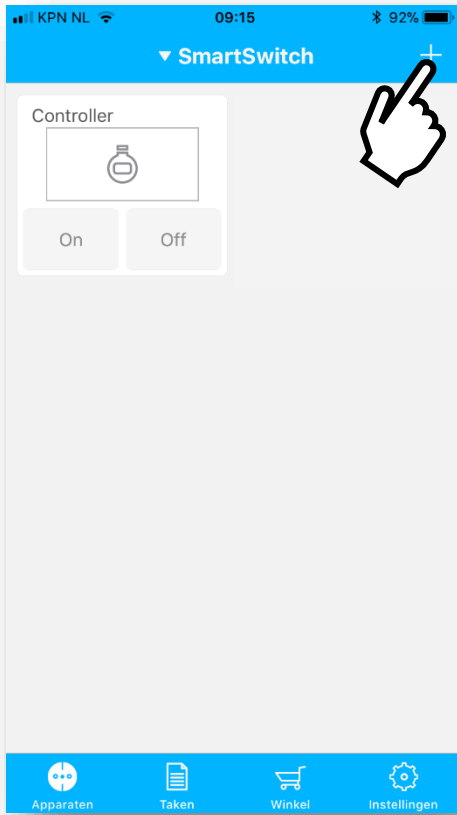 KPN NL 09:15 92%
▼ SmartSwitch +
Controller
On Off
Apparaten Taken Winkel Instellingen